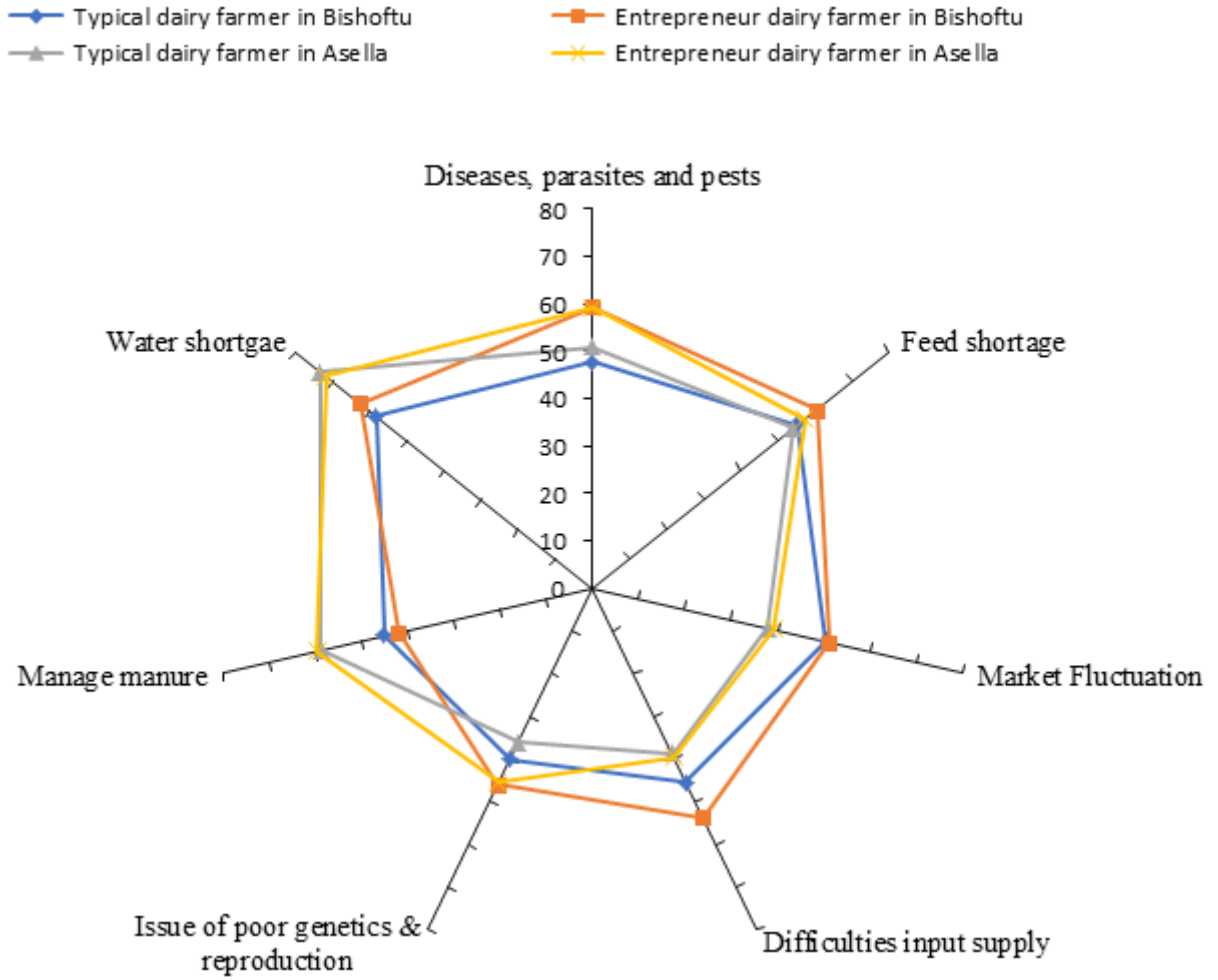 Typical dairy farmer in Bishoftu
Entrepreneur dairy farmer in Bishoftu
Typical dairy farmer in Asella
Entrepreneur dairy farmer in Asella
Diseases, parasites and pests
80
70
60
50
40
30
20
10
0
Water shortgae
Feed shortage
Manage manure
Market Fluctuation
Issue of poor genetics &
reproduction
Difficulties input supply